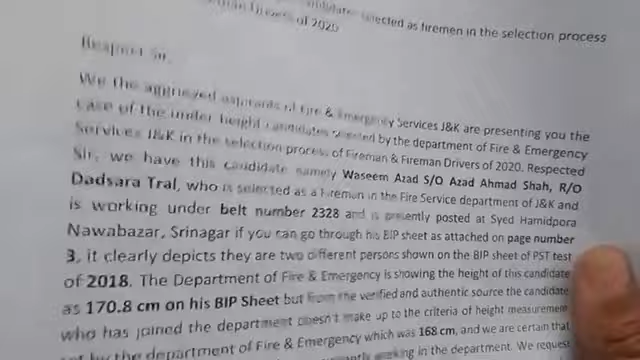 candidates selected as firemen in the selection process
Drivers of 2020
Respect Sir,
We the aggrieved aspirants of Fire & Emergency Services J&K are presenting you the
case of the under height candidates selected by the department of Fire & Emergency
Services J&K in the selection process of Fireman & Fireman Drivers of 2020. Respected
Sir, we have this candidate namely Waseem Azad S/O Azad Ahmad Shah, R/O
Dadsara Tral, who is selected as a Fireman in the Fire Service department of J&K and
is working under belt number 2328 and is presently posted at Syed Hamidpora
Nawabazar, Srinagar if you can go through his BIP sheet as attached on page number
3, it clearly depicts they are two different persons shown on the BIP sheet of PST test
of 2018. The Department of Fire & Emergency is showing the height of this candidate
as 170.8 cm on his BIP Sheet but from the verified and authentic source the candidate
who has joined the department doesn't make up to the criteria of height measurement
set by the department of Fire & Emergency which was 168 cm, and we are certain that
working in the department. We request